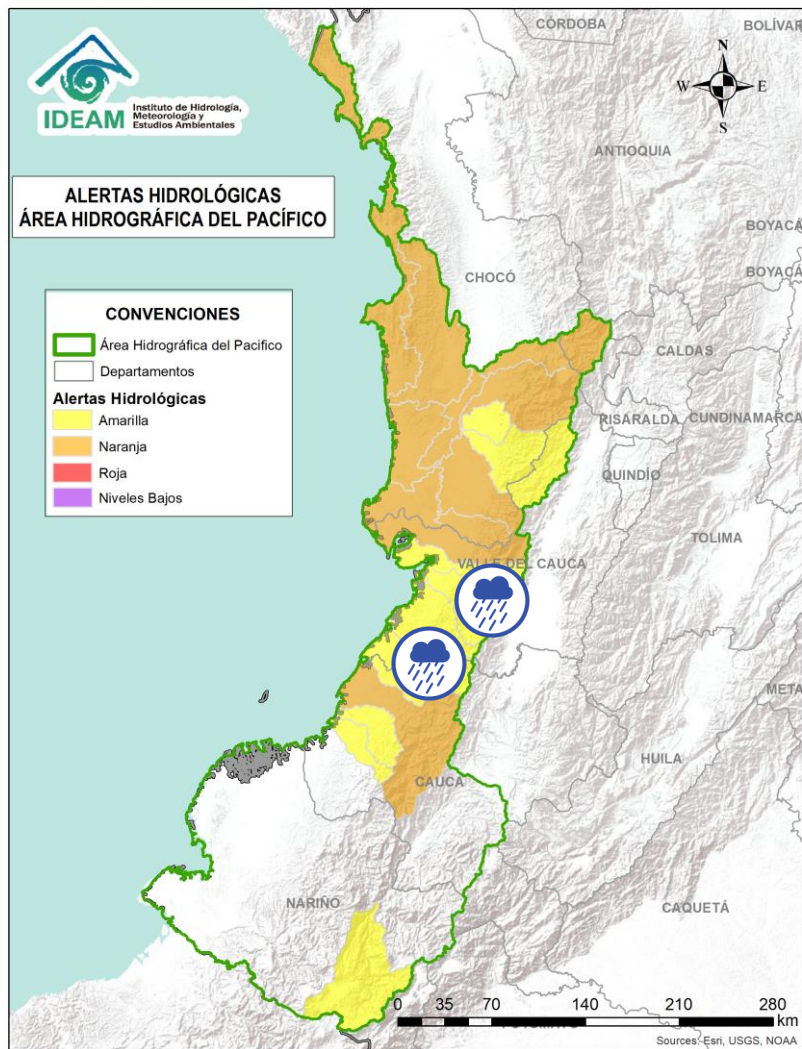 IDEAM
Instituto de Hidrología,
Meteorología y
Estudios Ambientales
ALERTAS HIDROLÓGICAS
ÁREA HIDROGRÁFICA DEL PACÍFICO
CONVENCIONES
Área Hidrográfica del Pacifico
Departamentos
Alertas Hidrológicas
Amarilla
Naranja
Roja
Niveles Bajos
CÓRDOBA
BOLÍVAR
N
W E
S
ANTIOQUIA
BOYACÁ
CHOCÓ
BOYACÁ
CALDAS
RISARALDA
CUNDINAMARCA
QUINDÍO
TOLIMA
VALLE DEL CAUCA
META
HUILA
CAUCA
NARIÑO
CAQUETÁ
0 35 70 140 210 280
km
Sources: Esri, USGS, NOAA